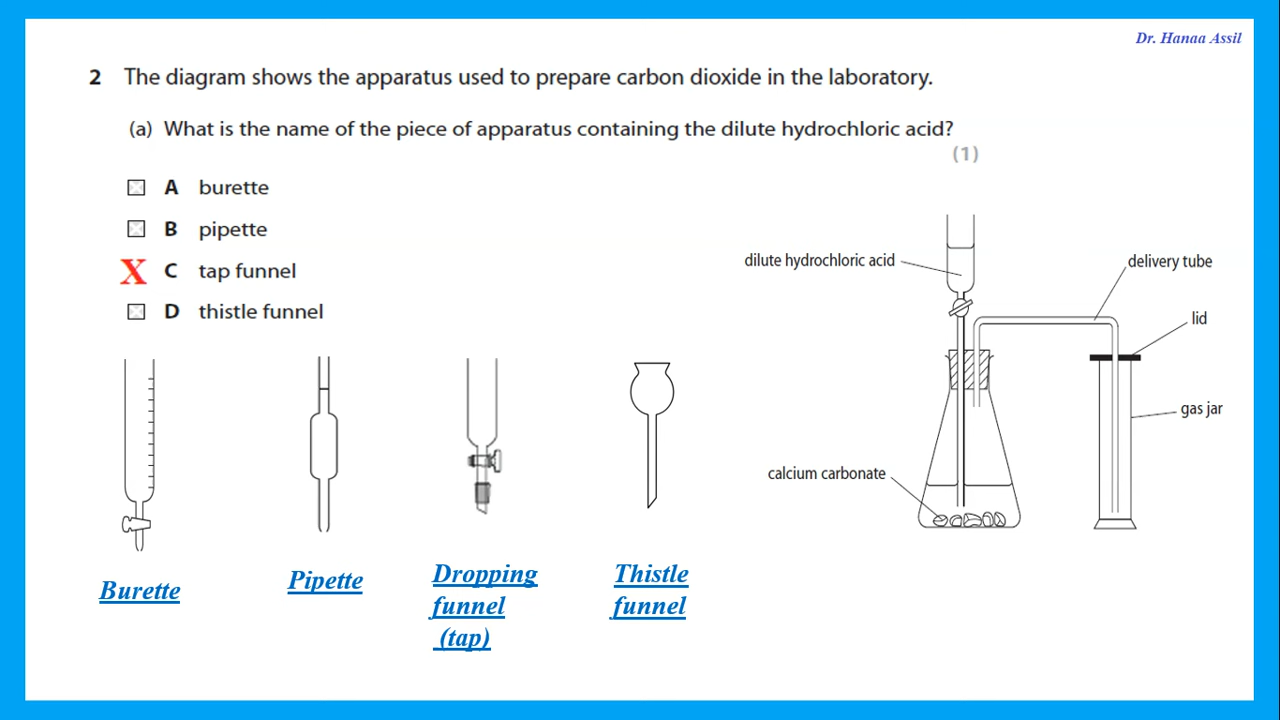 Dr. Hanaa Assil
2 The diagram shows the apparatus used to prepare carbon dioxide in the laboratory.
(a) What is the name of the piece of apparatus containing the dilute hydrochloric acid?
(1)
A burette
B pipette
X C tap funnel
D thistle funnel
dilute hydrochloric acid
delivery tube
lid
gas jar
calcium carbonate
Burette
Pipette
Dropping
funnel
(tap)
Thistle
funnel